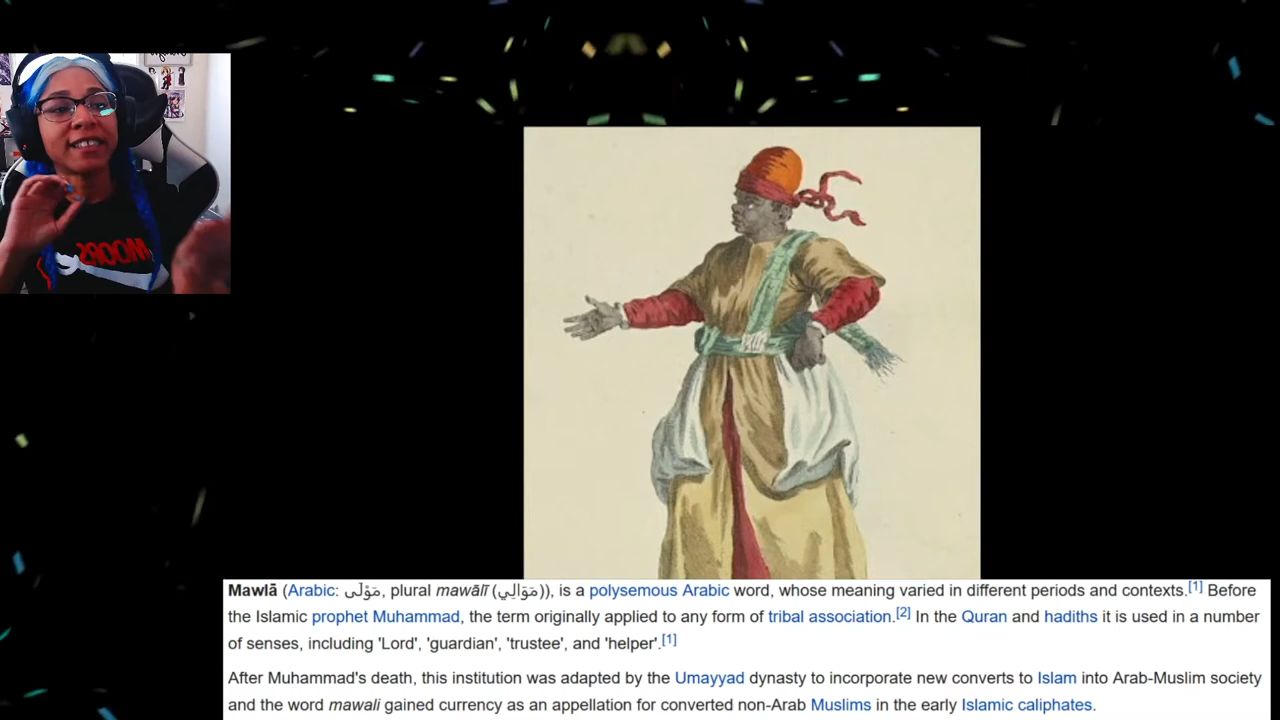 MOORS
Mawlā (Arabic: مَوْلَى, plural mawālī (مَوَالِي)), is a polysemous Arabic word, whose meaning varied in different periods and contexts.[1] Before
the Islamic prophet Muhammad, the term originally applied to any form of tribal association.[2] In the Quran and hadiths it is used in a number
of senses, including 'Lord', 'guardian', 'trustee', and 'helper'.[1]
After Muhammad's death, this institution was adapted by the Umayyad dynasty to incorporate new converts to Islam into Arab-Muslim society
and the word mawali gained currency as an appellation for converted non-Arab Muslims in the early Islamic caliphates.